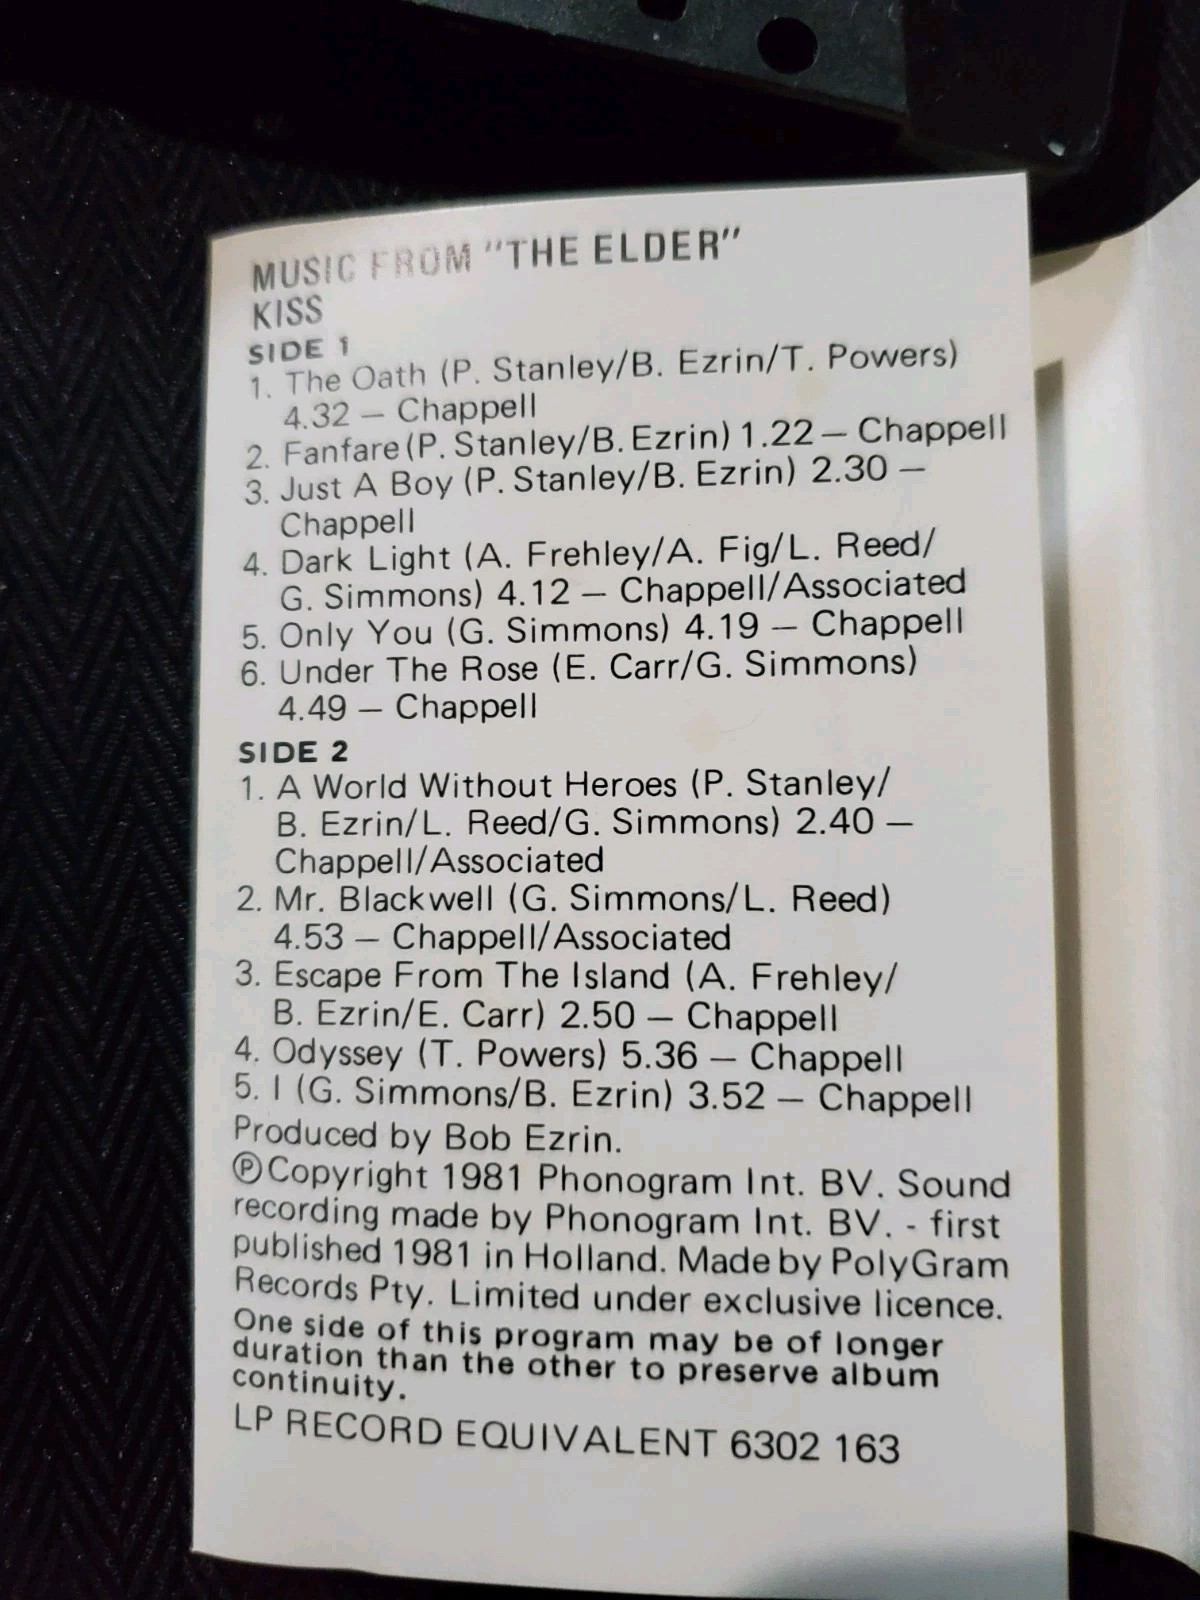 MUSIC FROM "THE ELDER"
KISS
SIDE 1
1. The Oath (P. Stanley/B. Ezrin/T. Powers)
4.32 – Chappell
2. Fanfare (P. Stanley/B. Ezrin) 1.22 – Chappell
3. Just A Boy (P. Stanley/B. Ezrin) 2.30 –
Chappell
4. Dark Light (A. Frehley/A. Fig/L. Reed/
G. Simmons) 4.12 – Chappell/Associated
5. Only You (G. Simmons) 4.19 – Chappell
6. Under The Rose (E. Carr/G. Simmons)
4.49 – Chappell
SIDE 2
1. A World Without Heroes (P. Stanley/
B. Ezrin/L. Reed/G. Simmons) 2.40 –
Chappell/Associated
2. Mr. Blackwell (G. Simmons/L. Reed)
4.53 – Chappell/Associated
3. Escape From The Island (A. Frehley/
B. Ezrin/E. Carr) 2.50 – Chappell
4. Odyssey (T. Powers) 5.36 – Chappell
5. I (G. Simmons/B. Ezrin) 3.52 – Chappell
Produced by Bob Ezrin.
℗Copyright 1981 Phonogram Int. BV. Sound
recording made by Phonogram Int. BV. - first
published 1981 in Holland. Made by PolyGram
Records Pty. Limited under exclusive licence.
One side of this program may be of longer
duration than the other to preserve album
continuity.
LP RECORD EQUIVALENT 6302 163